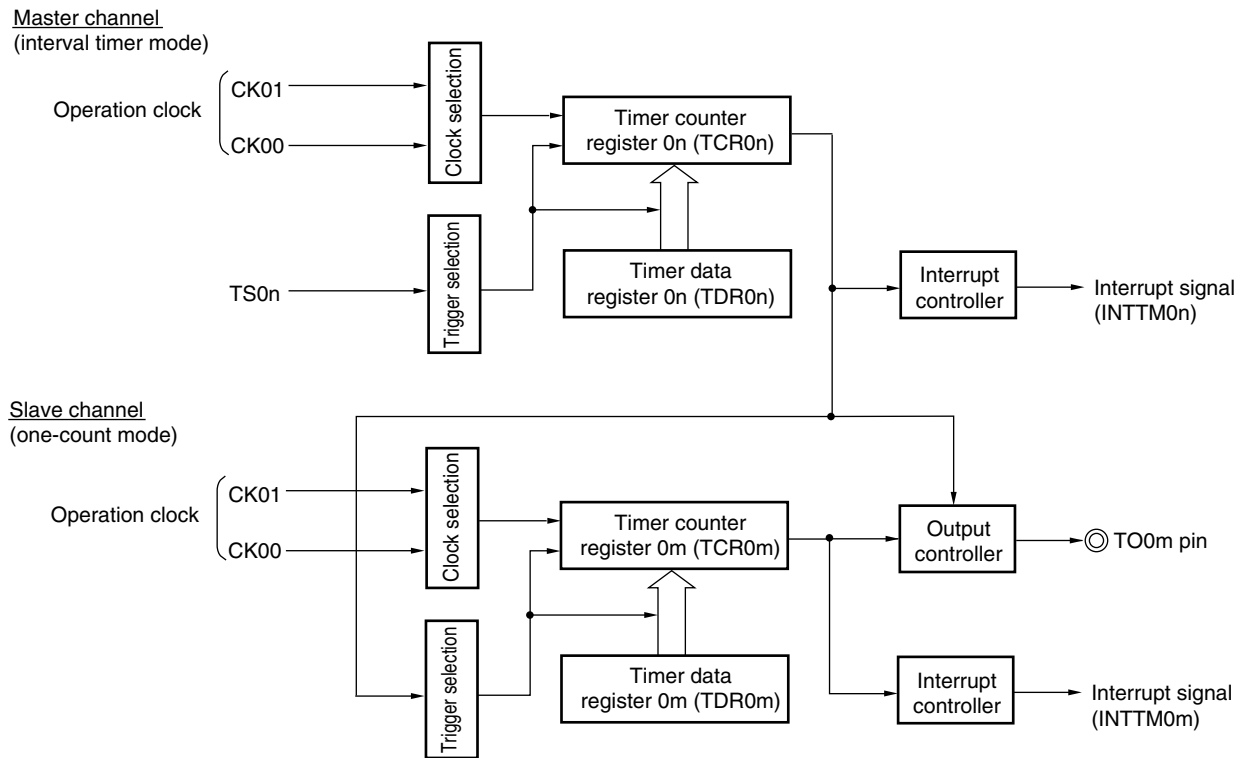 Master channel
(interval timer mode)
Operation clock
CK01
CK00
Clock selection
Timer counter
register 0n (TCR0n)
TS0n
Trigger selection
Timer data
register 0n (TDR0n)
Interrupt
controller
Interrupt signal
(INTTM0n)
Slave channel
(one-count mode)
Operation clock
CK01
CK00
Clock selection
Timer counter
register 0m (TCR0m)
Output
controller
TO0m pin
Trigger selection
Timer data
register 0m (TDR0m)
Interrupt
controller
Interrupt signal
(INTTM0m)